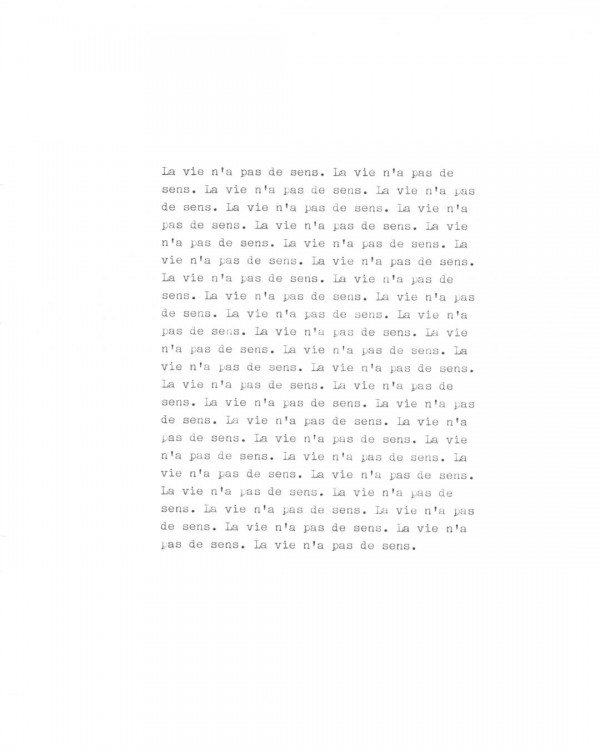 La vie n'a pas de sens. La vie n'a pas de
sens. La vie n'a pas de sens. La vie n'a pas
de sens. La vie n'a pas de sens. La vie n'a
pas de sens. La vie n'a pas de sens. La vie
n'a pas de sens. La vie n'a pas de sens. La
vie n'a pas de sens. La vie n'a pas de sens.
La vie n'a pas de sens. La vie n'a pas de
sens. La vie n'a pas de sens. La vie n'a pas
de sens. La vie n'a pas de sens. La vie n'a
pas de sens. La vie n'a pas de sens. La vie
n'a pas de sens. La vie n'a pas de sens. La
vie n'a pas de sens. La vie n'a pas de sens.
La vie n'a pas de sens. La vie n'a pas de
sens. La vie n'a pas de sens. La vie n'a pas
de sens. La vie n'a pas de sens. La vie n'a
pas de sens. La vie n'a pas de sens. La vie
n'a pas de sens. La vie n'a pas de sens. La
vie n'a pas de sens. La vie n'a pas de sens.
La vie n'a pas de sens. La vie n'a pas de
sens. La vie n'a pas de sens. La vie n'a pas
de sens. La vie n'a pas de sens. La vie n'a
pas de sens. La vie n'a pas de sens.